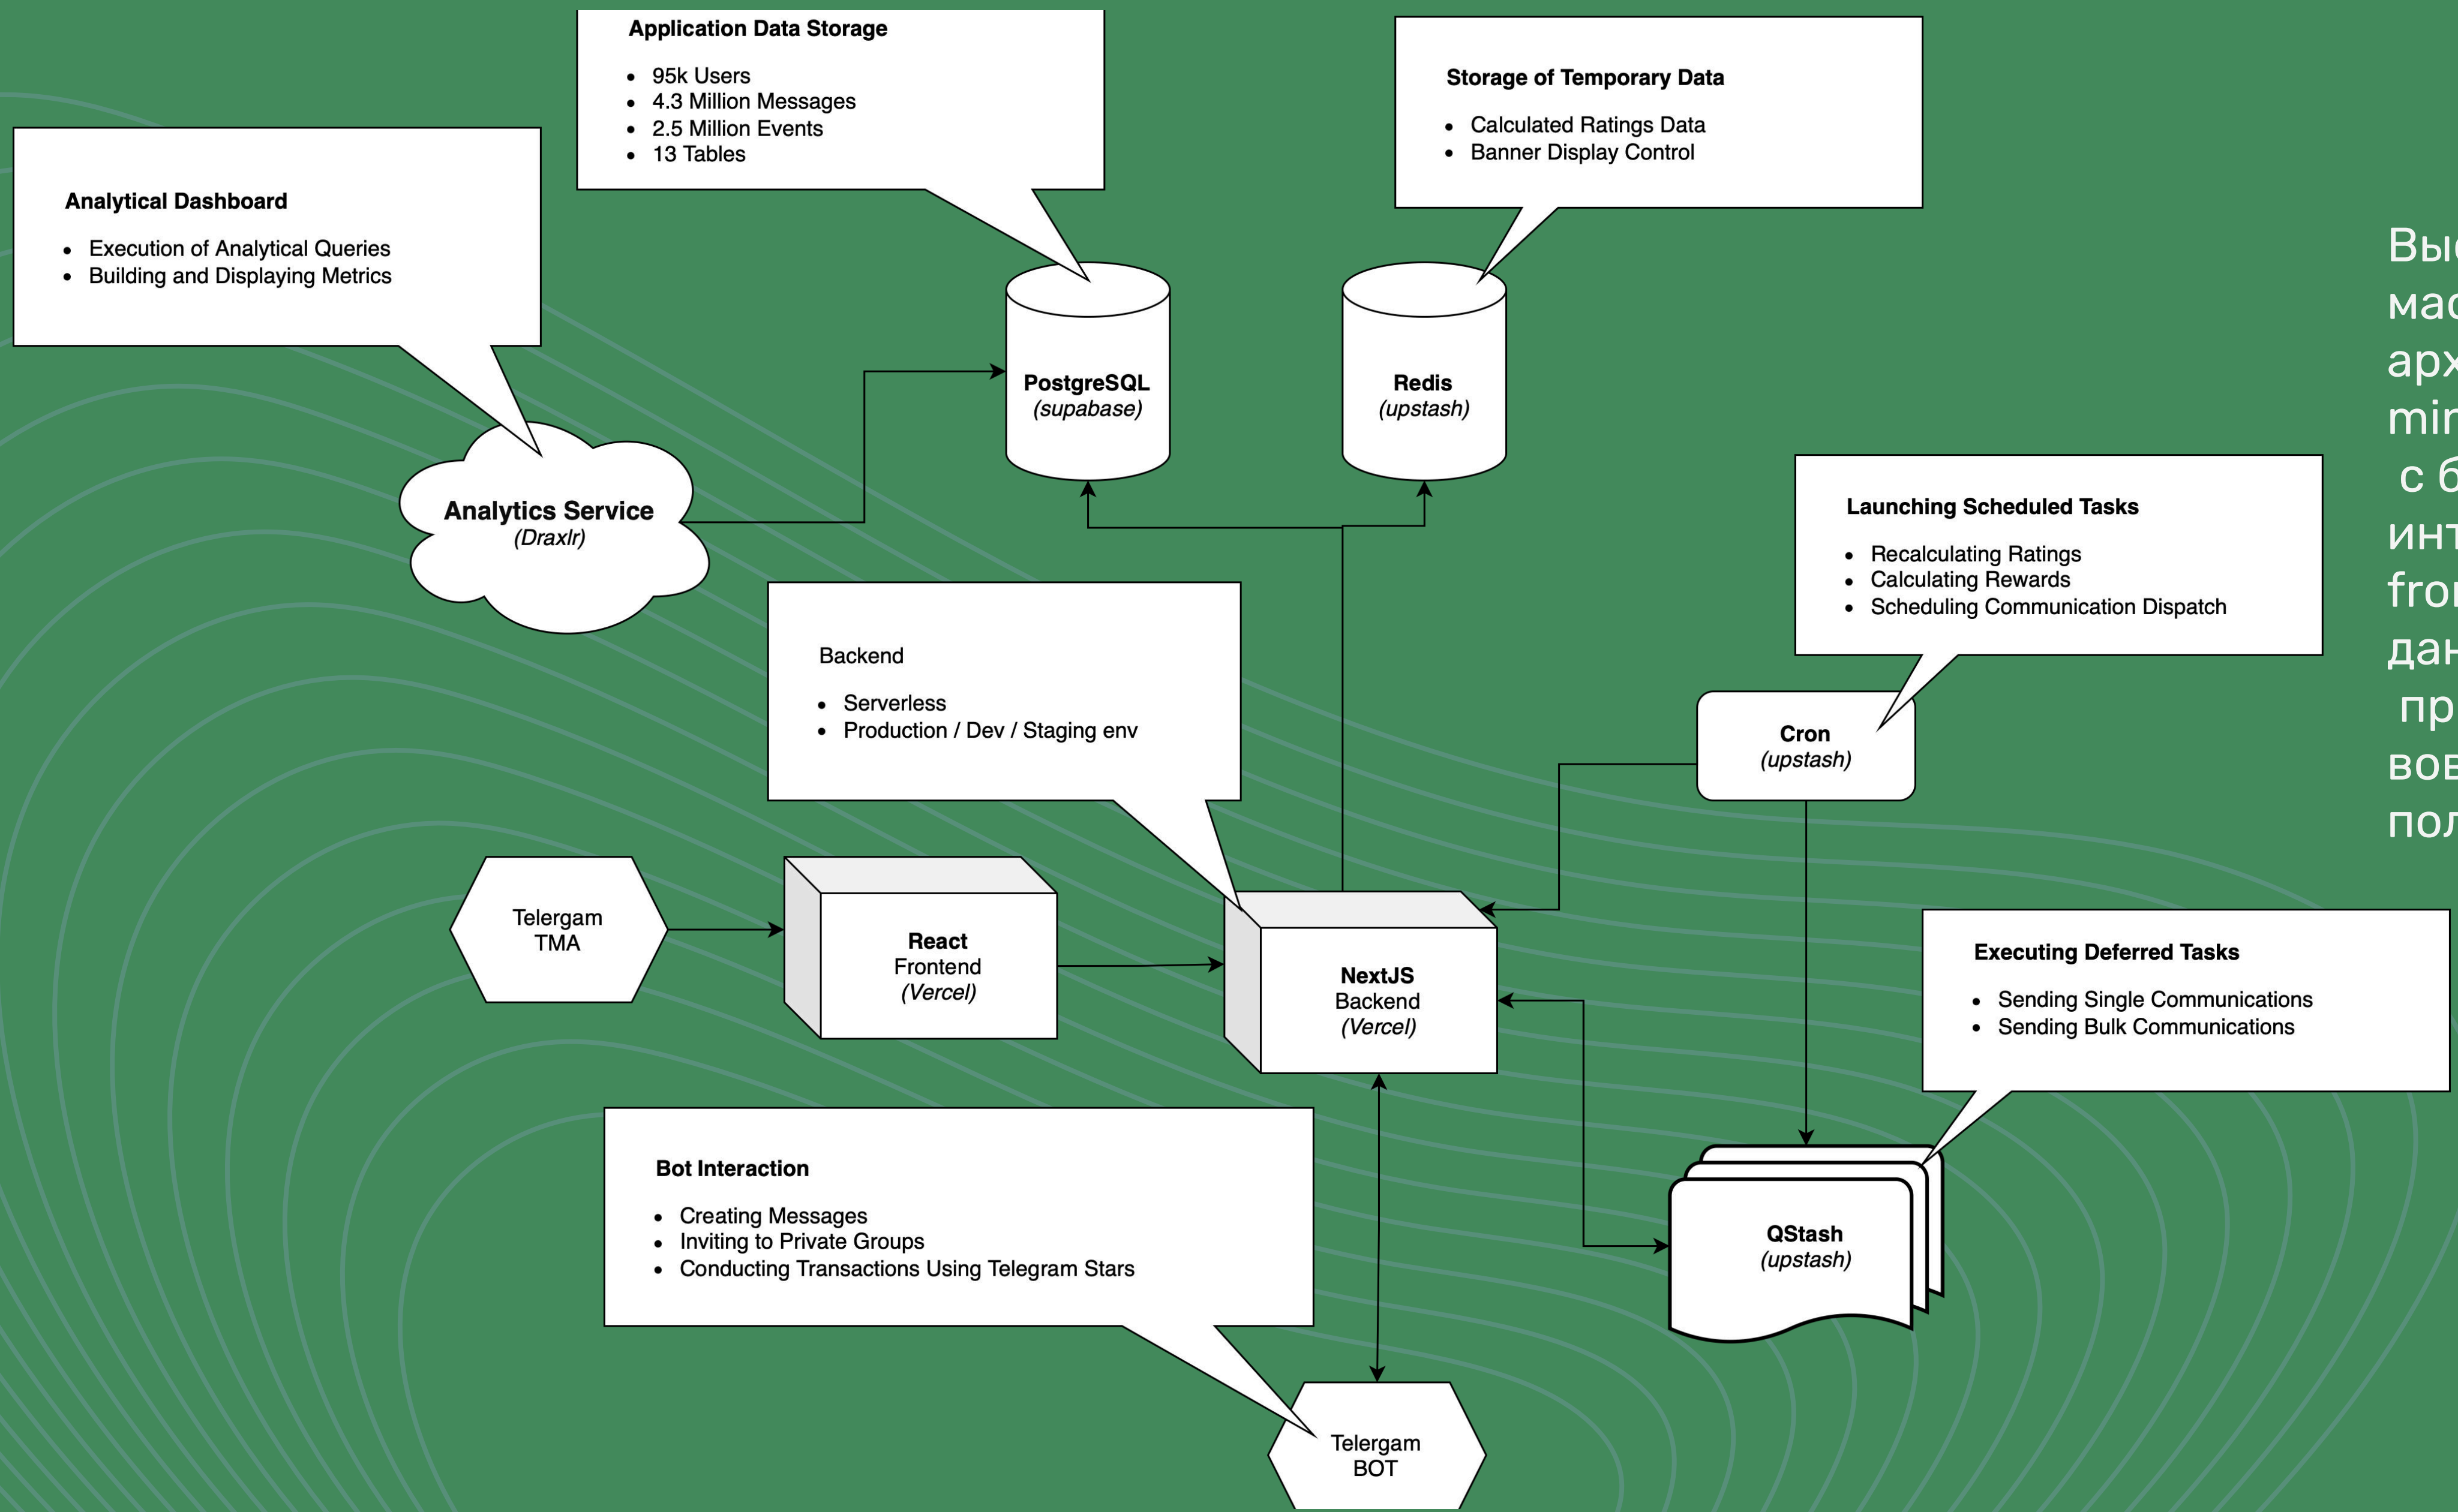 Application Data Storage
95k Users
4.3 Million Messages
2.5 Million Events
13 Tables
Storage of Temporary Data
Calculated Ratings Data
Banner Display Control
Analytical Dashboard
Execution of Analytical Queries
Building and Displaying Metrics
PostgreSQL
(supabase)
Redis
(upstash)
Analytics Service
(Draxlr)
Launching Scheduled Tasks
Recalculating Ratings
Calculating Rewards
Scheduling Communication Dispatch
Backend
Serverless
Production / Dev / Staging env
Cron
(upstash)
Telergam
TMA
React
Frontend
(Vercel)
NextJS
Backend
(Vercel)
Executing Deferred Tasks
Sending Single Communications
Sending Bulk Communications
Bot Interaction
Creating Messages
Inviting to Private Groups
Conducting Transactions Using Telegram Stars
QStash
(upstash)
Telergam
BOT